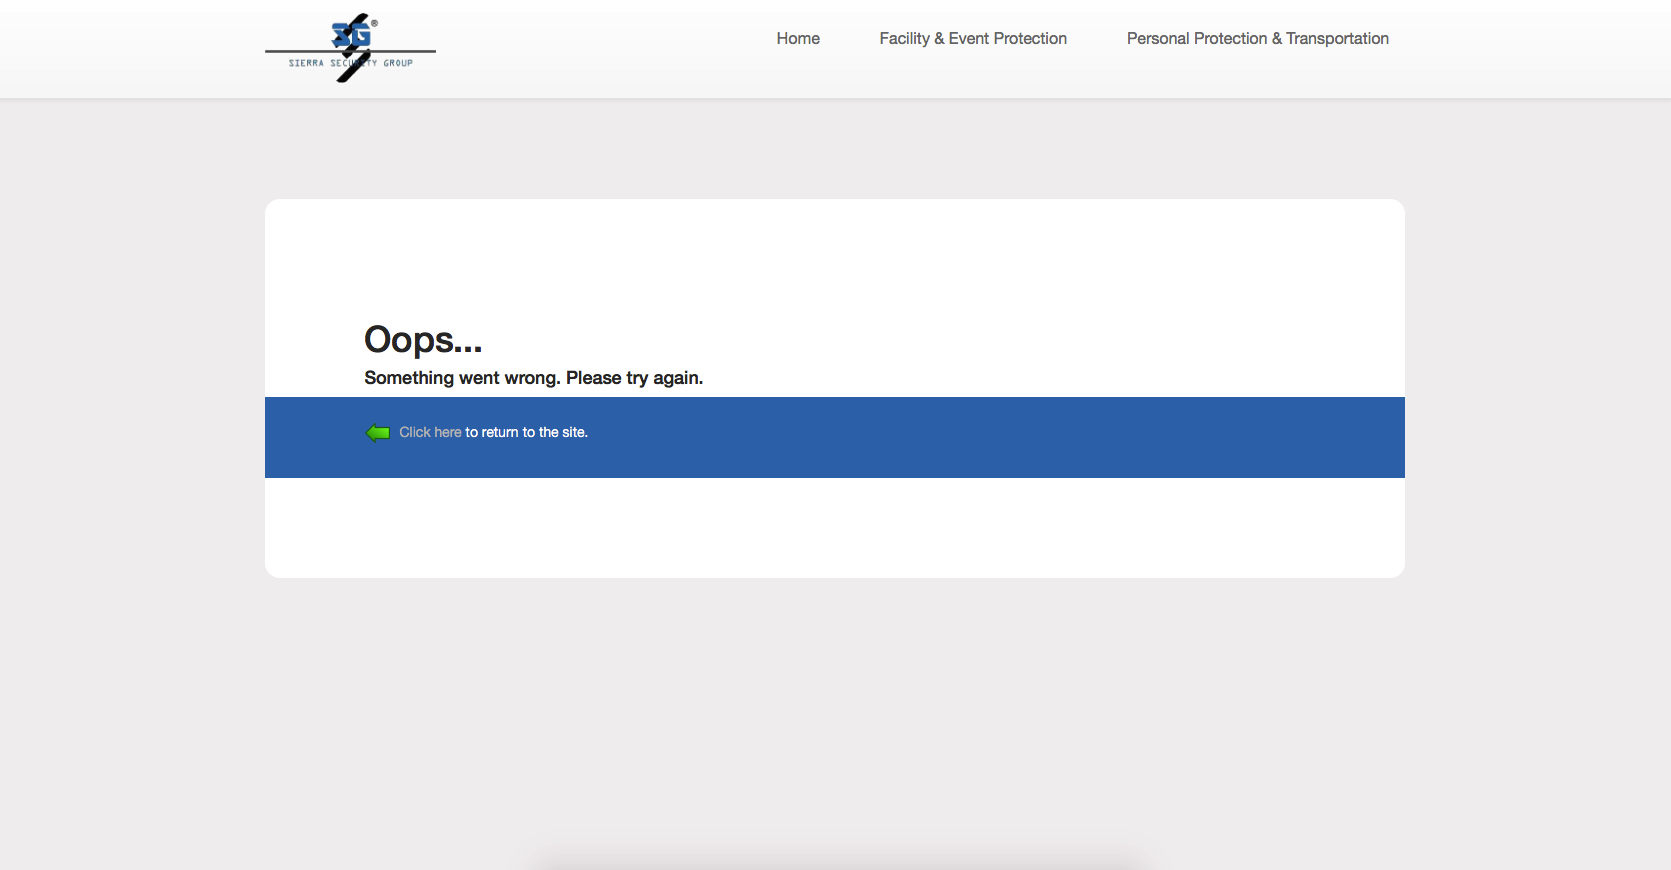 SG®
SIERRA SECURITY GROUP
Home
Facility & Event Protection
Personal Protection & Transportation
Oops...
Something went wrong. Please try again.
Click here to return to the site.